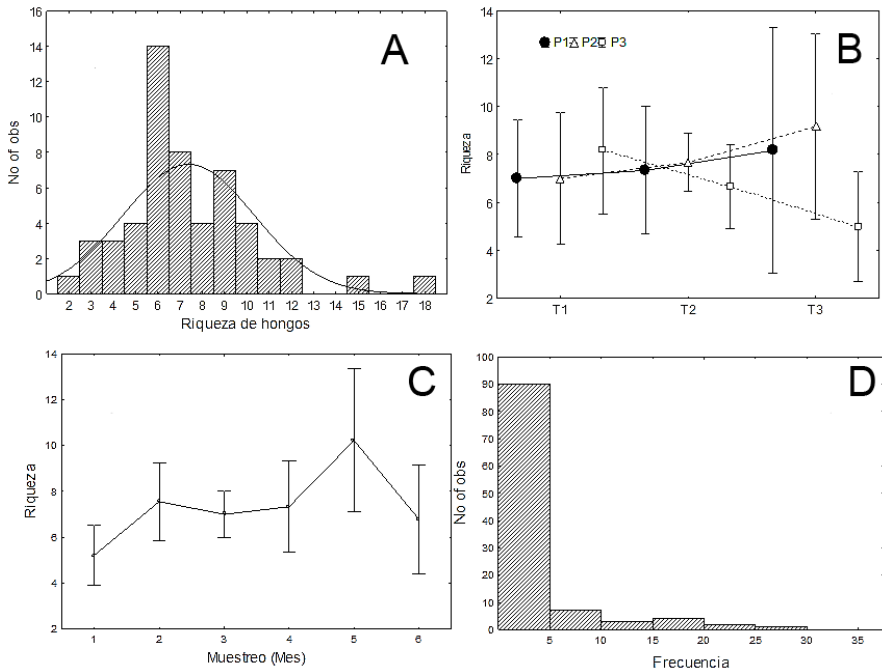 A
No of obs
16
14
12
10
8
6
4
2
0
2 3 4 5 6 7 8 9 10 11 12 13 14 15 16 17 18
Riqueza de hongos
B
P1 P2 P3
Riqueza
14
12
10
8
6
4
2
T1 T2 T3
C
Riqueza
14
12
10
8
6
4
2
1 2 3 4 5 6
Muestreo (Mes)
D
No of obs
100
90
80
70
60
50
40
30
20
10
0
5 10 15 20 25 30 35
Frecuencia